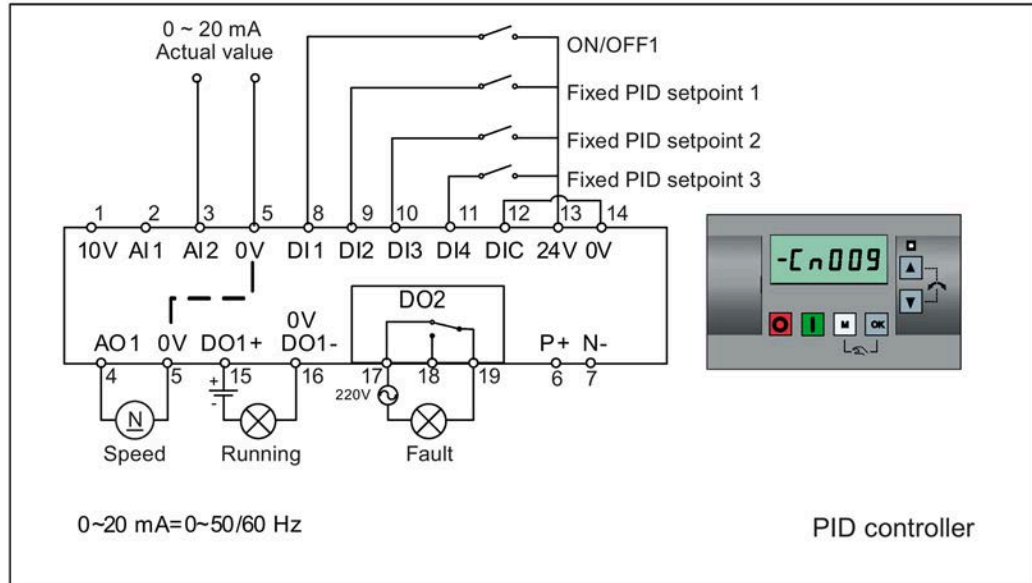 0 ~ 20 mA
Actual value
ON/OFF1
Fixed PID setpoint 1
Fixed PID setpoint 2
Fixed PID setpoint 3
1 2 3 5 8 9 10 11 12 13 14
10V AI1 AI2 0V DI1 DI2 DI3 DI4 DIC 24V 0V
-Cn009
M OK
DO2
0V
AO1 0V DO1+ DO1- P+ N-
4 5 15 16 17 18 19 6 7
+
-
220V
N
Speed Running Fault
0~20 mA=0~50/60 Hz
PID controller